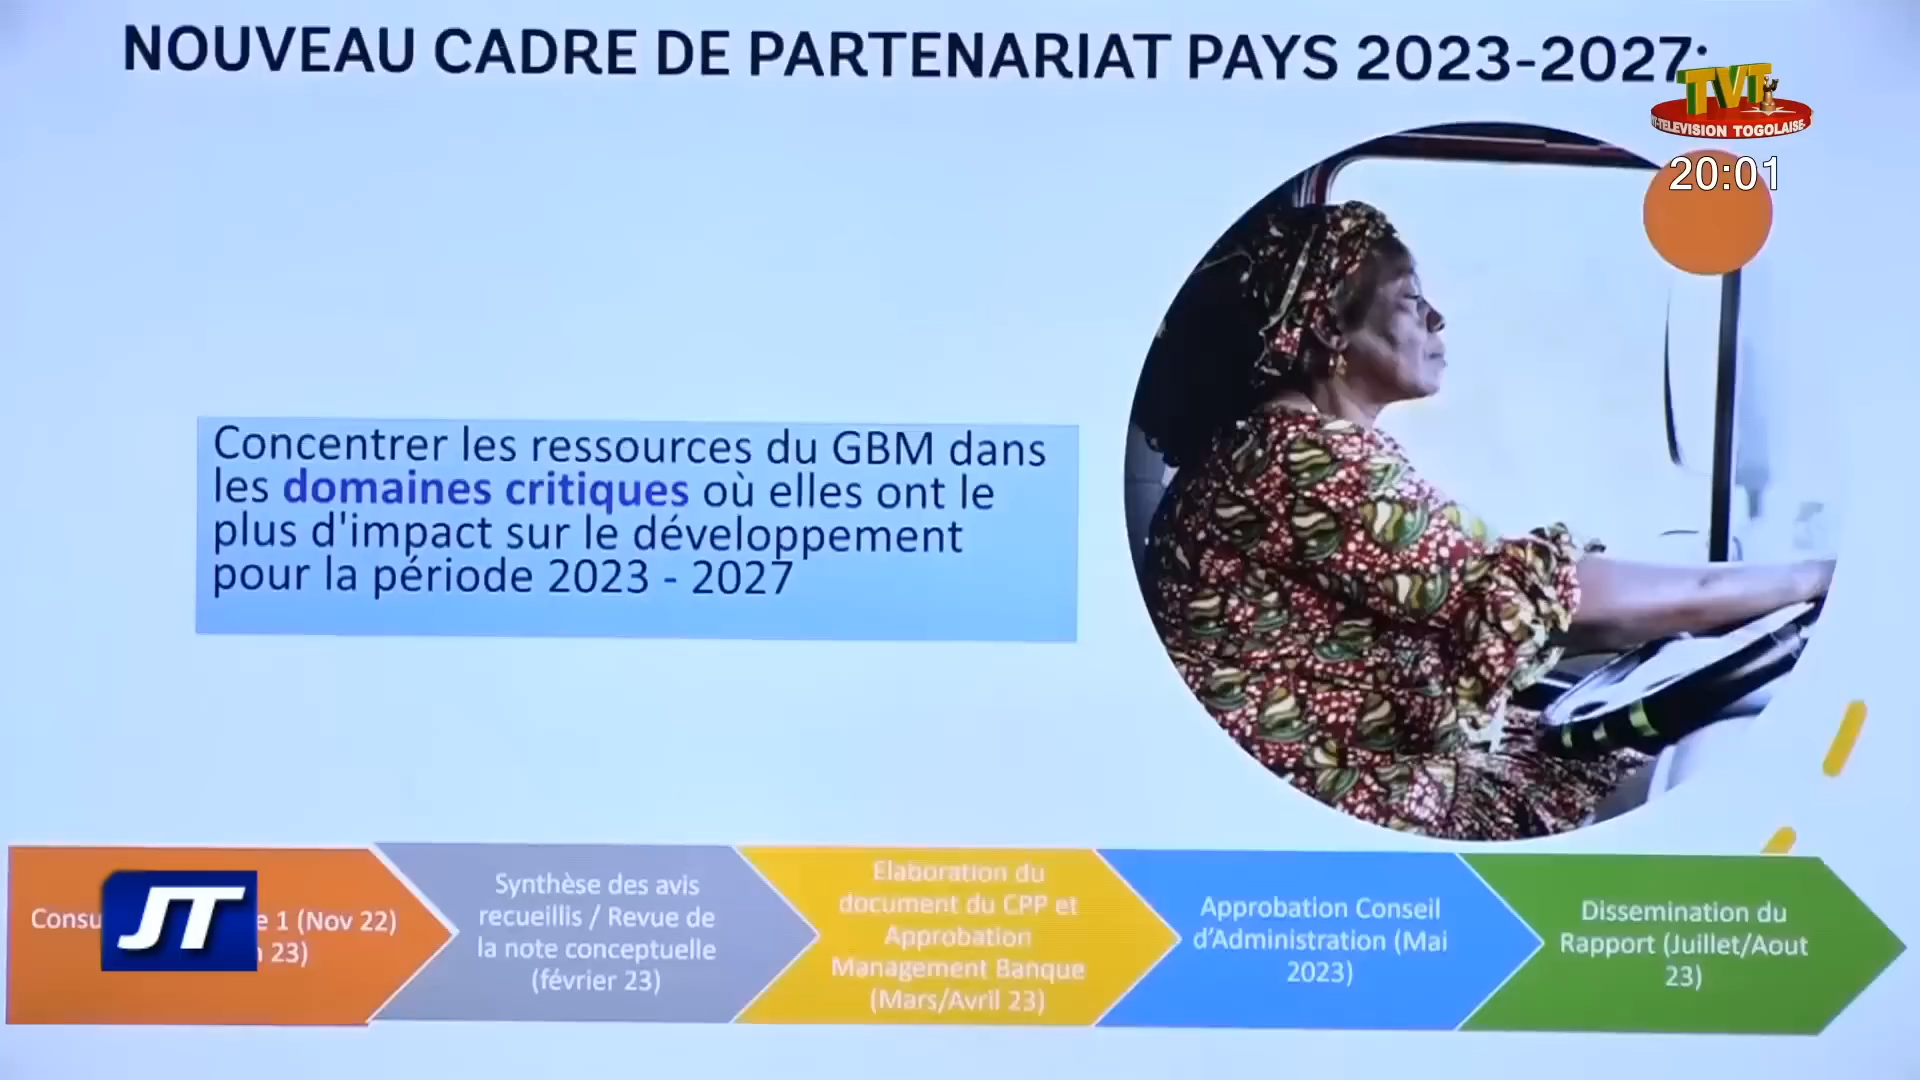 NOUVEAU CADRE DE PARTENARIAT PAYS 2023-2027:
TVT
TELEVISION TOGOLAISE
20:01
Concentrer les ressources du GBM dans
les domaines critiques où elles ont le
plus d'impact sur le développement
pour la période 2023 - 2027
1 (Nov 22)
23)
JT
Synthèse des avis
recueillis / Revue de
la note conceptuelle
(février 23)
Elaboration du
document du CPP et
Approbation
Management Banque
(Mars/Avril 23)
Approbation Conseil
d'Administration (Mai
2023)
Dissemination du
Rapport (Juillet/Aout
23)